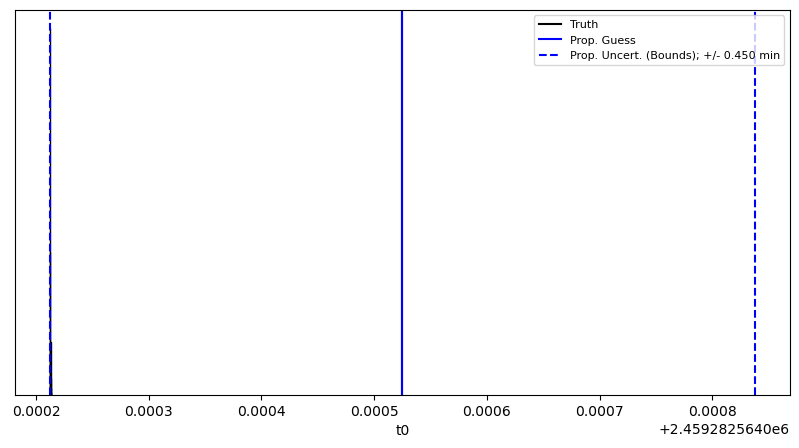 Truth
Prop. Guess
Prop. Uncert. (Bounds); +/- 0.450 min
0.0002 0.0003 0.0004 0.0005 0.0006 0.0007 0.0008
t0
+2.4592825640e6